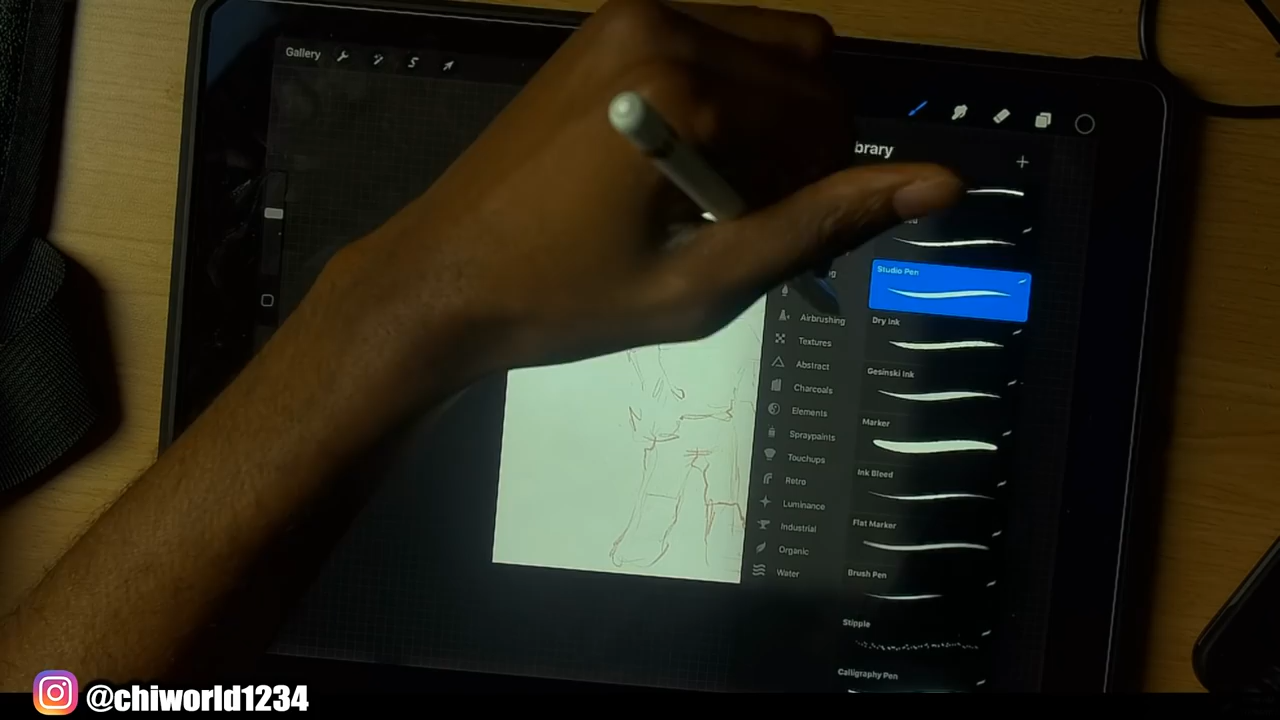 Gallery
brary
Studio Pen
Airbrushing
Dry Ink
Textures
Abstract
Gesinski Ink
Charcoals
Elements
Marker
Spraypaints
Touchups
Ink Bleed
Retro
Luminance
Flat Marker
Industrial
Organic
Brush Pen
Water
Stipple
Calligraphy Pen
@chiworld1234